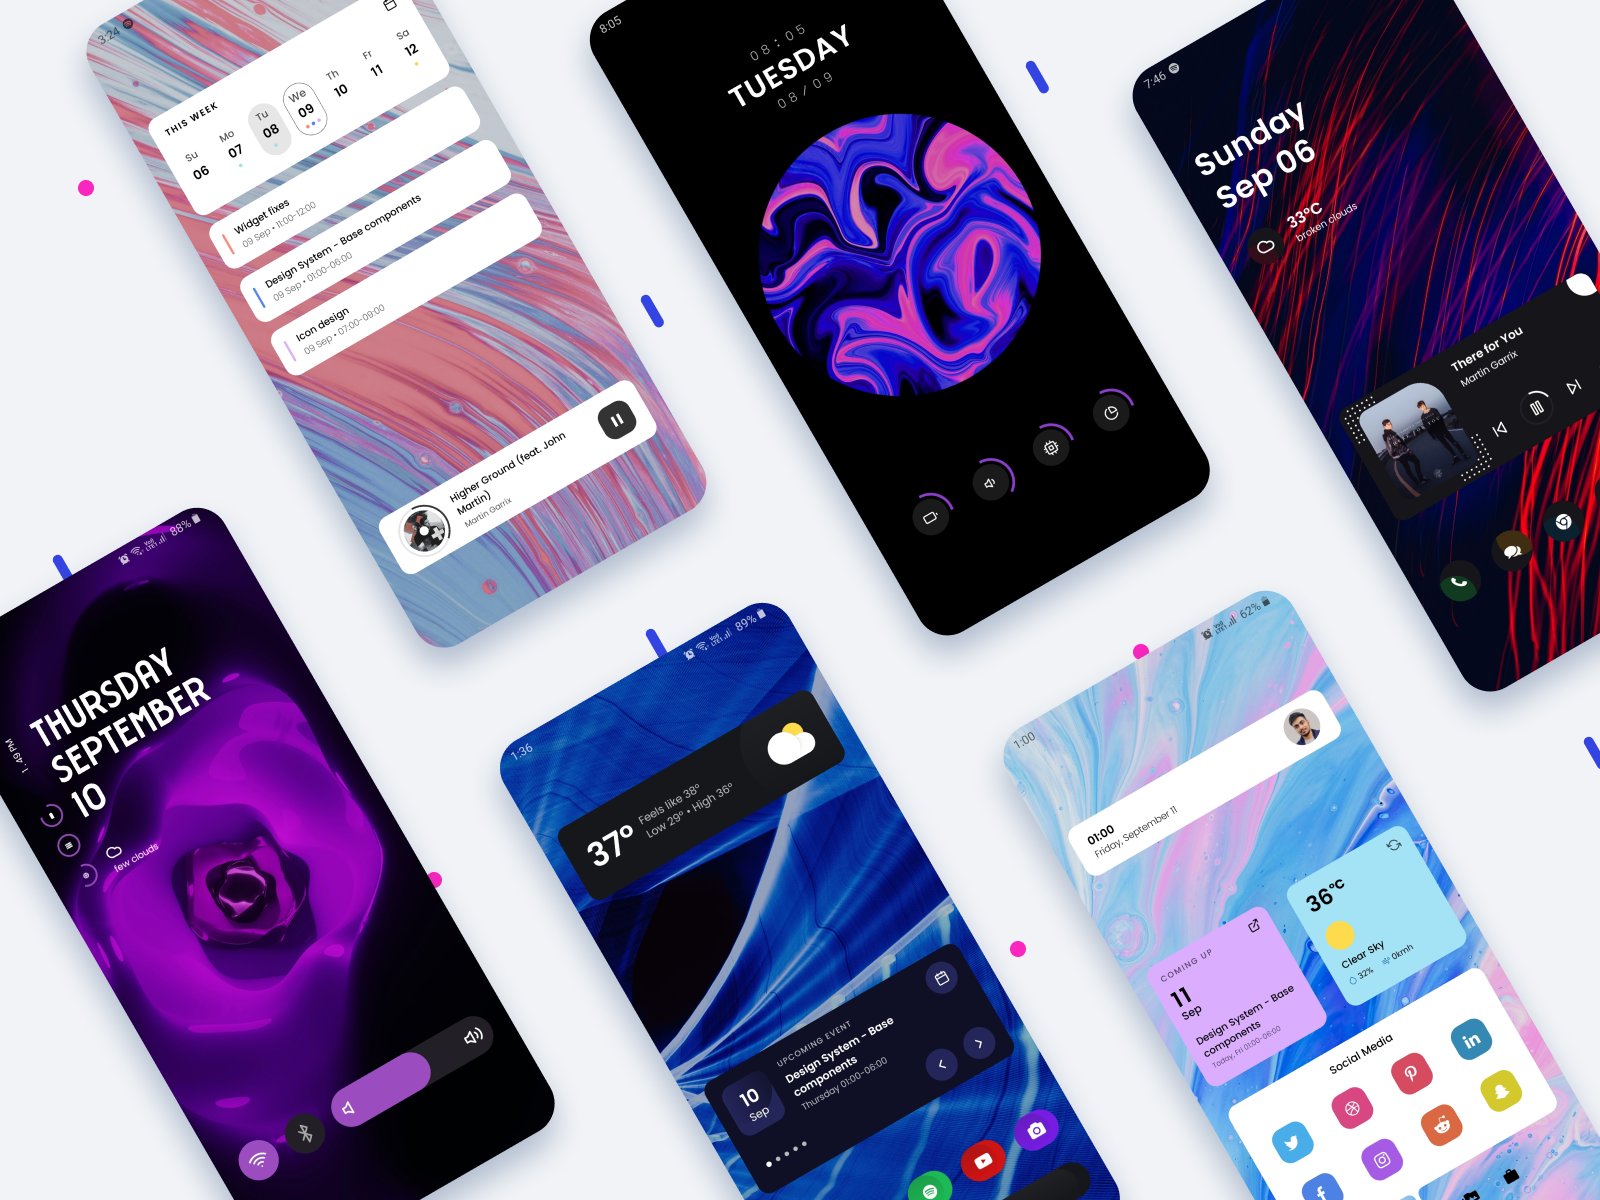 3:24
THIS WEEK
Su Mo Tu We Th Fr Sa
06 07 08 09 10 11 12
Widget fixes
09 Sep • 11:00-12:00
Design System - Base components
09 Sep • 01:00-06:00
Icon design
09 Sep • 07:00-09:00
Higher Ground (feat. John
Martin)
Martin Garrix
8:05
08:05
TUESDAY
08/09
7:46
Sunday
Sep 06
33°C
broken clouds
There for You
Martin Garrix
88%
THURSDAY
SEPTEMBER
10
1:49 PM
few clouds
1:36
89%
37°
Feels like 38°
Low 29° • High 36°
UPCOMING EVENT
10
Sep
Design System - Base
components
Thursday 01:00-06:00
1:00
62%
01:00
Friday, September 11
COMING UP
11
Sep
Design System - Base
components
Today, Fri 01:00-06:00
36°c
Clear Sky
32% 0kmh
Social Media
in